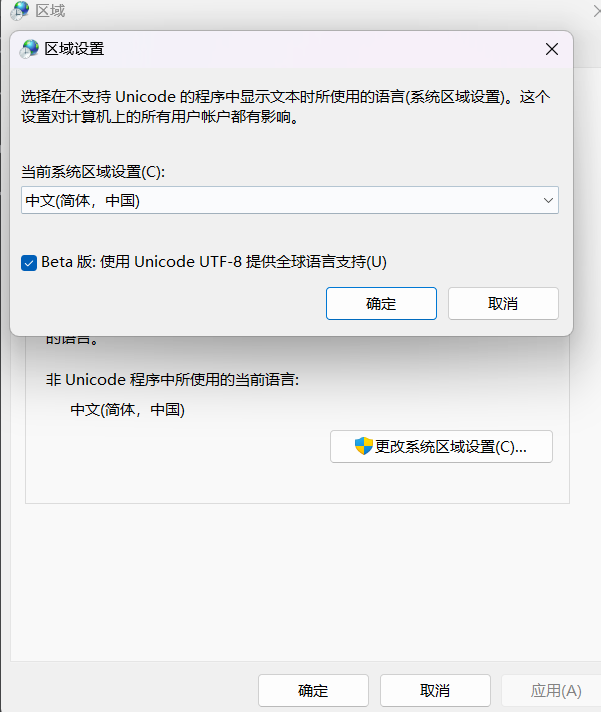 区域
区域设置
选择在不支持 Unicode 的程序中显示文本时所使用的语言(系统区域设置)。这个
设置对计算机上的所有用户帐户都有影响。
当前系统区域设置(C):
中文(简体，中国)
Beta 版: 使用 Unicode UTF-8 提供全球语言支持(U)
确定
取消
的语言。
非 Unicode 程序中所使用的当前语言:
中文(简体，中国)
更改系统区域设置(C)...
确定
取消
应用(A)